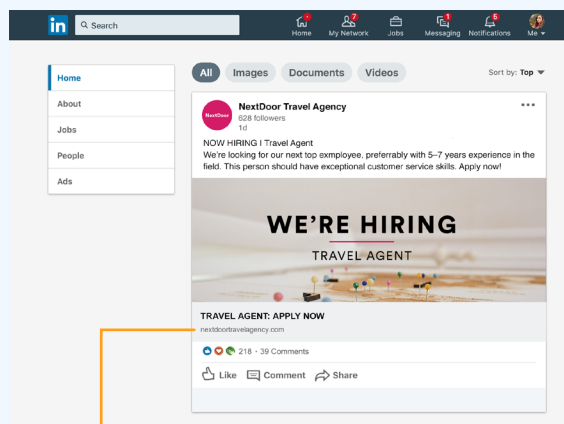 in
Search
7
1
5
Home
My Network
Jobs
Messaging
Notifications
Me
Home
About
Jobs
People
Ads
All
Images
Documents
Videos
Sort by: Top
NextDoor
NextDoor Travel Agency
628 followers
1d
NOW HIRING I Travel Agent
We're looking for our next top exmployee, preferrably with 5–7 years experience in the
field. This person should have exceptional customer service skills. Apply now!
WE'RE HIRING
TRAVEL AGENT
TRAVEL AGENT: APPLY NOW
nextdoortravelagency.com
218 · 39 Comments
Like
Comment
Share